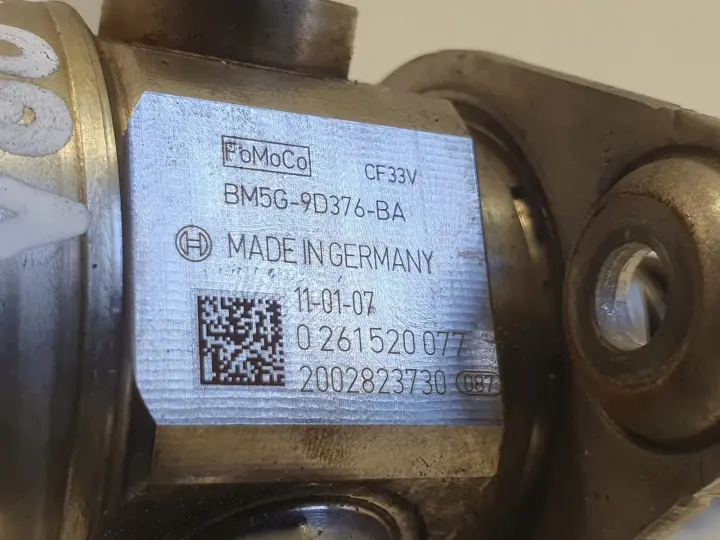 FoMoCo CF33V
BM5G-9D376-BA
MADE IN GERMANY
11-01-07
0 261 520 077
2002823730 087